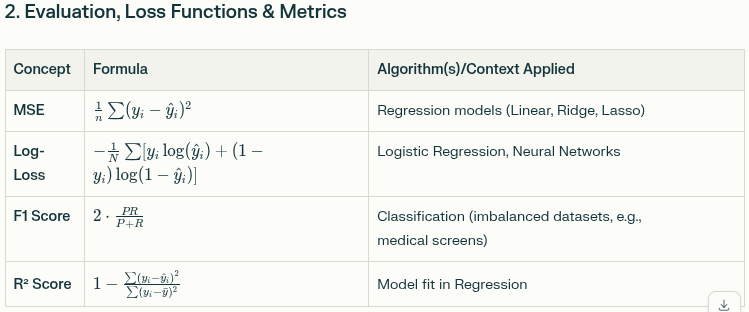 2. Evaluation, Loss Functions & Metrics
Concept Formula Algorithm(s)/Context Applied
MSE $\frac{1}{n}\sum(y_i - \hat{y}_i)^2$ Regression models (Linear, Ridge, Lasso)
Log- $-\frac{1}{N}\sum[y_i \log(\hat{y}_i) + (1 -$ Logistic Regression, Neural Networks
Loss $y_i)\log(1 - \hat{y}_i)]$
F1 Score $2 \cdot \frac{PR}{P+R}$ Classification (imbalanced datasets, e.g.,
medical screens)
R² Score $1 - \frac{\sum(y_i - \hat{y}_i)^2}{\sum(y_i - \bar{y})^2}$ Model fit in Regression